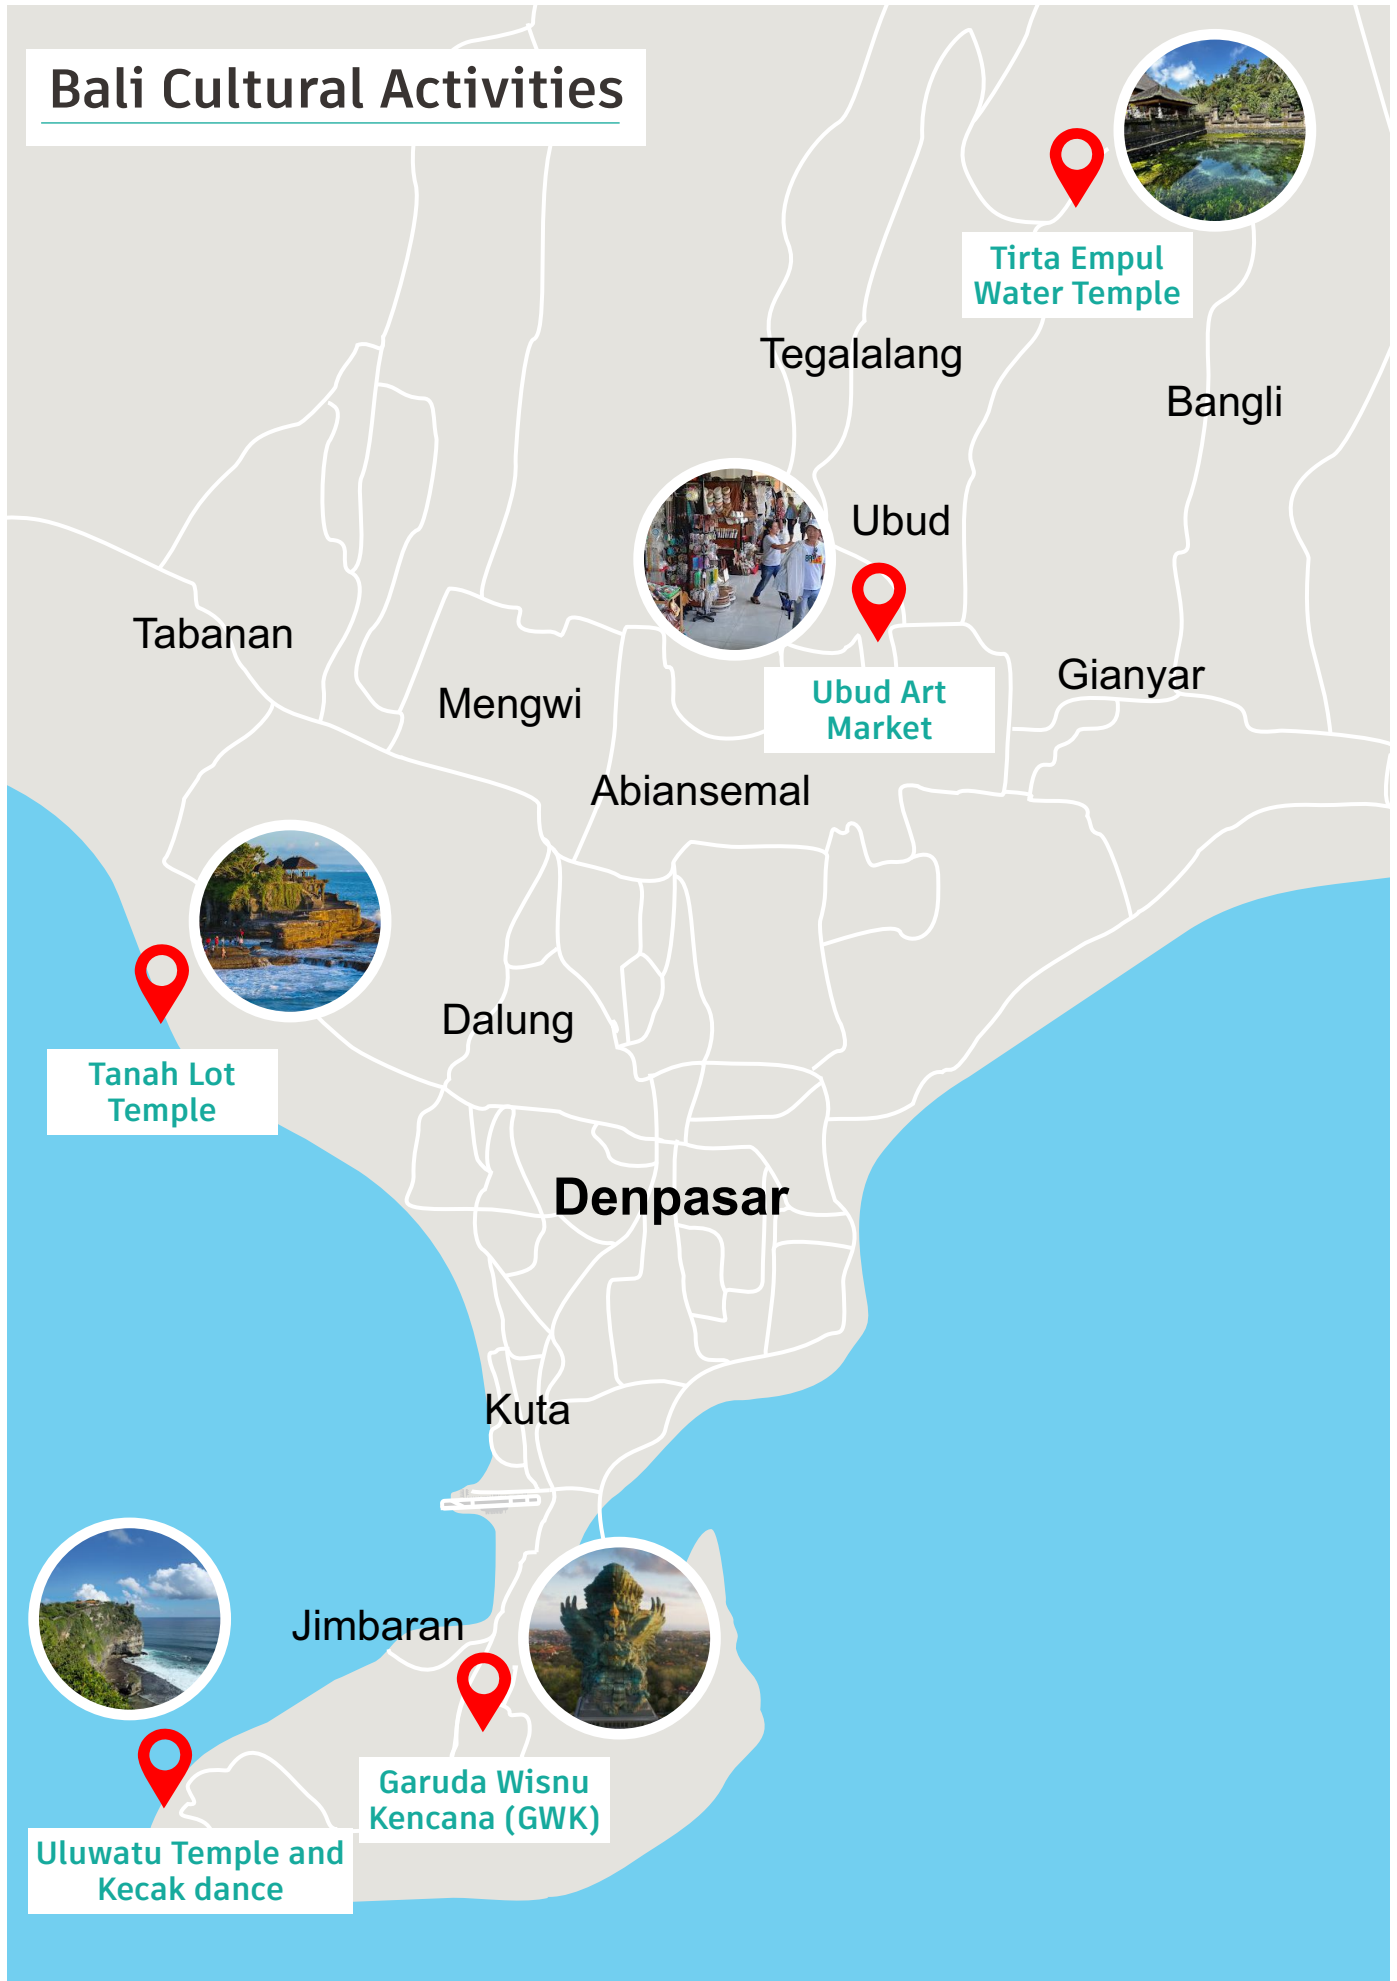 Bali Cultural Activities
Tirta Empul
Water Temple
Tegalalang
Bangli
Ubud
Tabanan
Gianyar
Mengwi
Ubud Art
Market
Abiansemal
Dalung
Tanah Lot
Temple
Denpasar
Kuta
Jimbaran
Garuda Wisnu
Kencana (GWK)
Uluwatu Temple and
Kecak dance